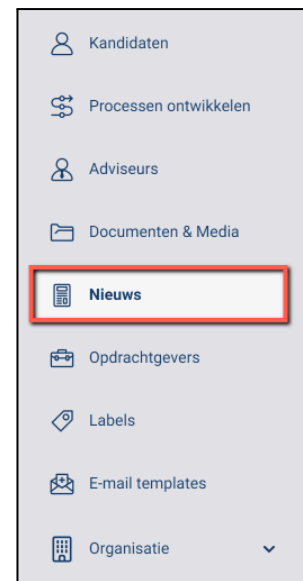 Kandidaten
Processen ontwikkelen
Adviseurs
Documenten & Media
Nieuws
Opdrachtgevers
Labels
E-mail templates
Organisatie